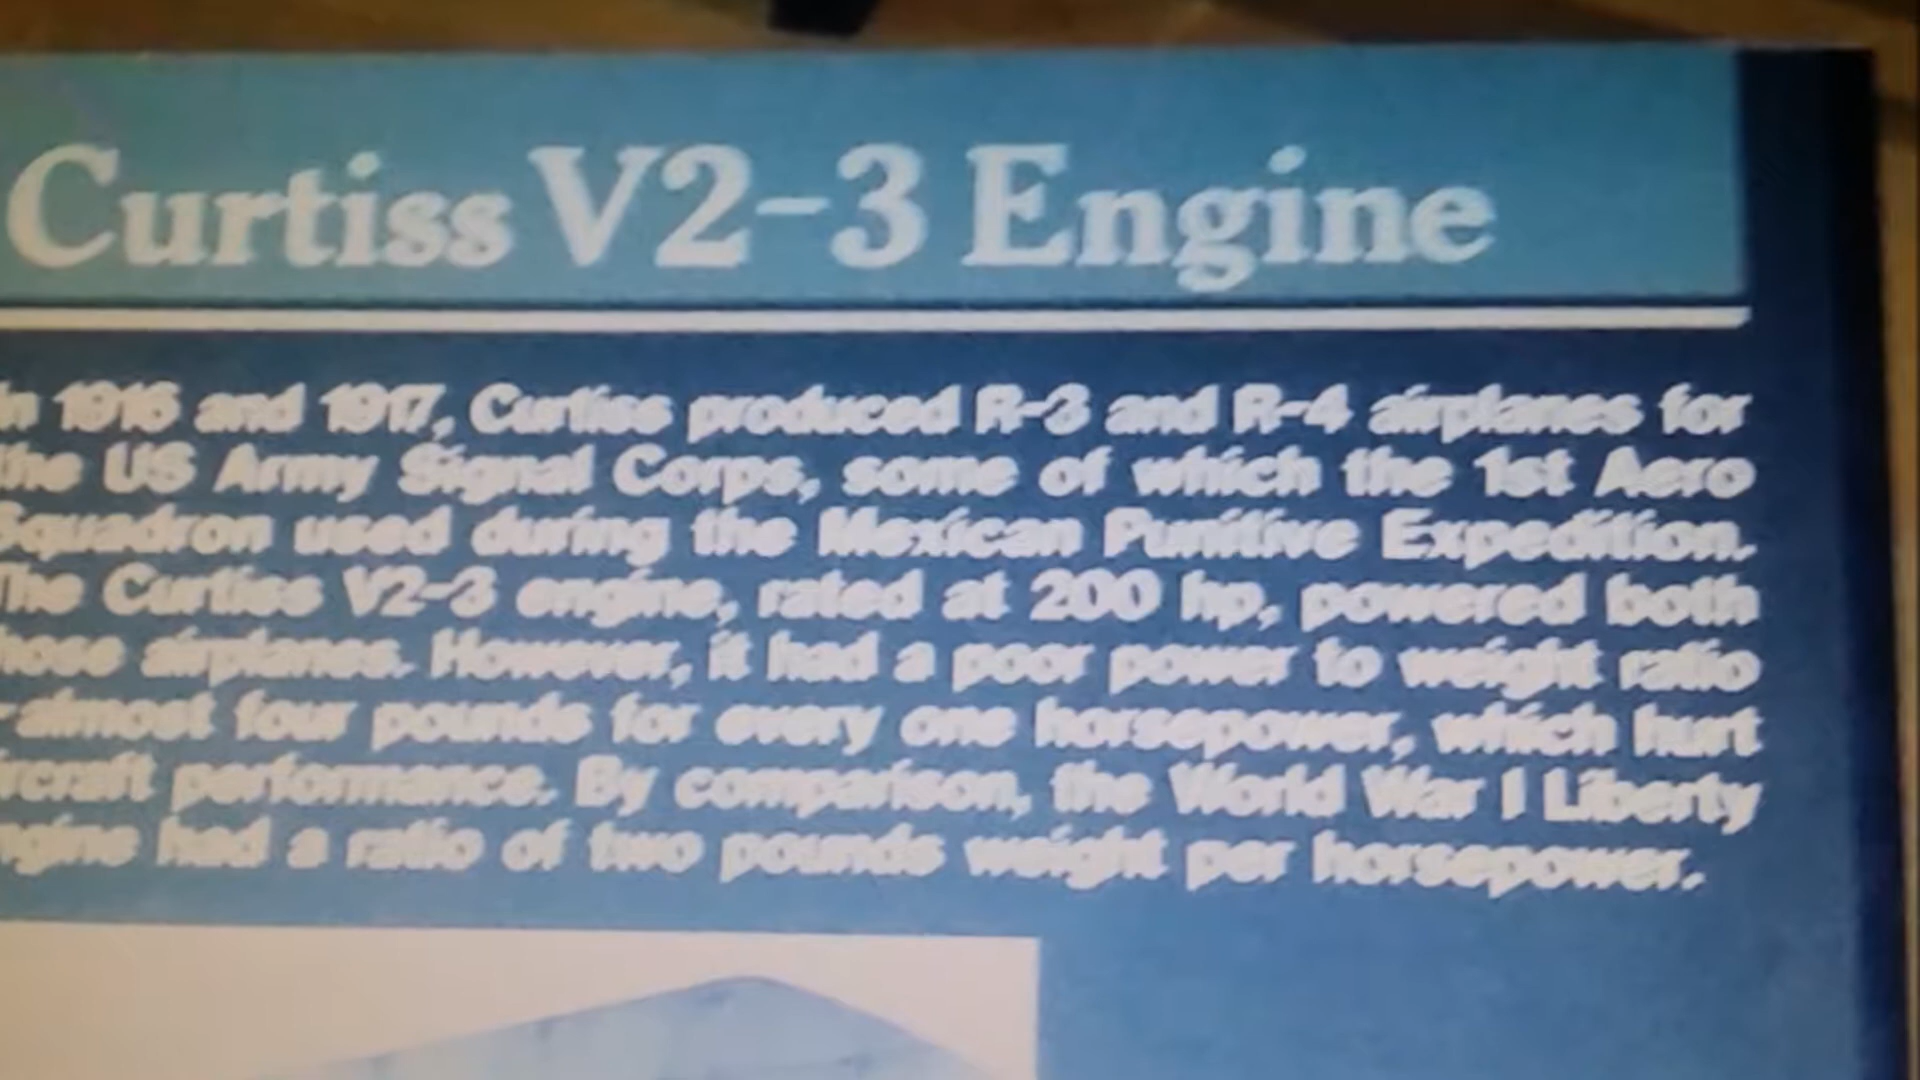 Curtiss V2-3 Engine
In 1916 and 1917, Curtiss produced R-3 and R-4 airplanes for
the US Army Signal Corps, some of which the 1st Aero
Squadron used during the Mexican Punitive Expedition.
The Curtiss V2-3 engine, rated at 200 hp, powered both
hose airplanes. However, it had a poor power to weight ratio
-almost four pounds for every one horsepower, which hurt
ircraft performance. By comparison, the World War I Liberty
ngine had a ratio of two pounds weight per horsepower.